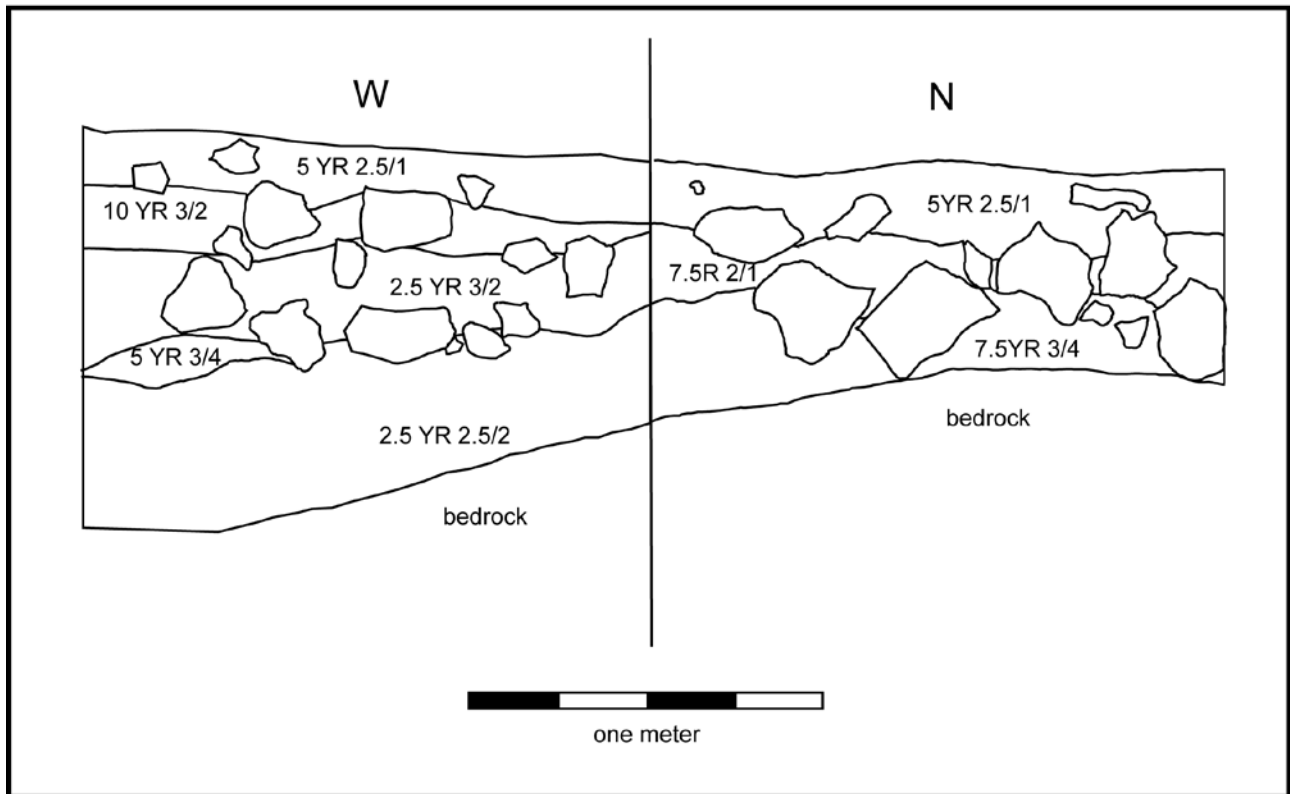 W
N
5 YR 2.5/1
10 YR 3/2
2.5 YR 3/2
5 YR 3/4
2.5 YR 2.5/2
bedrock
5YR 2.5/1
7.5R 2/1
7.5YR 3/4
bedrock
one meter